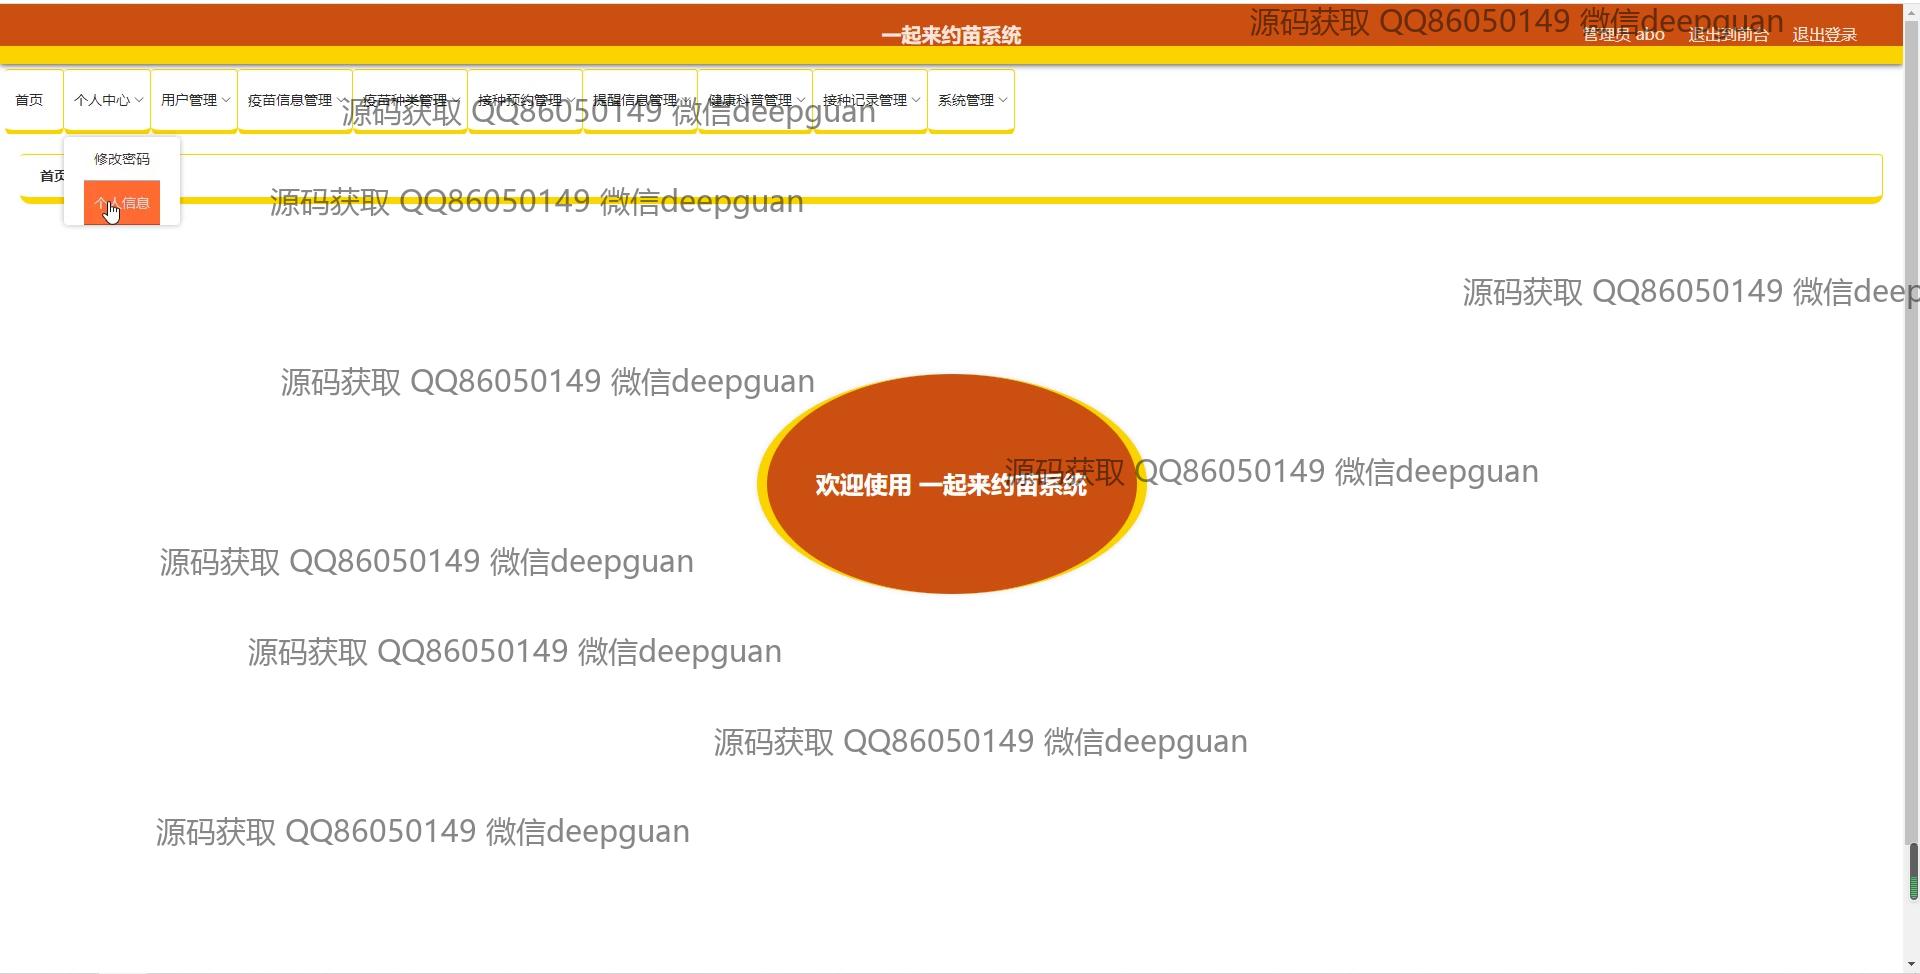 一起来约苗系统
源码获取 QQ86050149 微信deepguan
管理员 abo 退出到前台 退出登录
首页 个人中心 用户管理 疫苗信息管理 疫苗种类管理 接种预约管理 提醒信息管理 健康科普管理 接种记录管理 系统管理
源码获取 QQ86050149 微信deepguan
修改密码
首页
个人信息
源码获取 QQ86050149 微信deepguan
源码获取 QQ86050149 微信deep
源码获取 QQ86050149 微信deepguan
源码获取 QQ86050149 微信deepguan
欢迎使用 一起来约苗系统
源码获取 QQ86050149 微信deepguan
源码获取 QQ86050149 微信deepguan
源码获取 QQ86050149 微信deepguan
源码获取 QQ86050149 微信deepguan